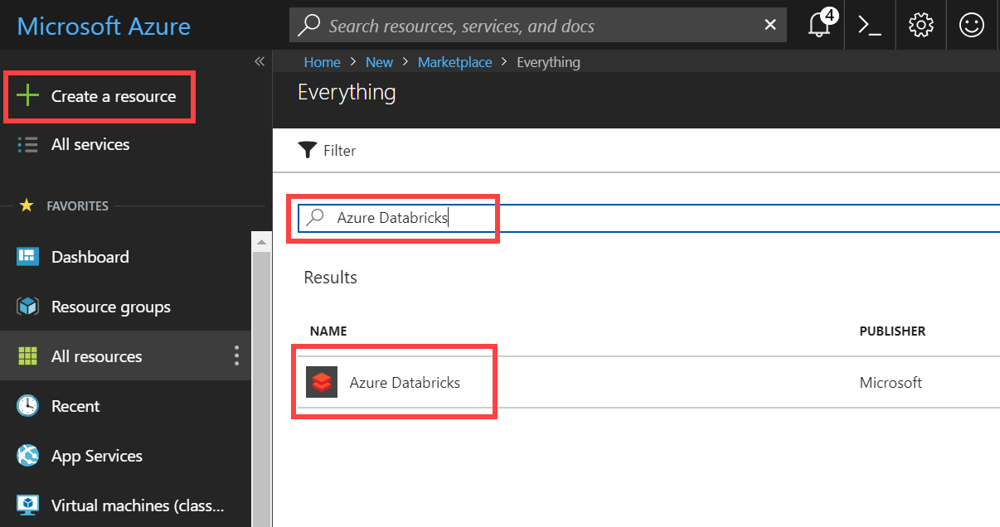 Microsoft Azure
Search resources, services, and docs
4
Home > New > Marketplace > Everything
Everything
Create a resource
All services
FAVORITES
Dashboard
Resource groups
All resources
Recent
App Services
Virtual machines (class...
Filter
Azure Databricks
Results
NAME PUBLISHER
Azure Databricks Microsoft